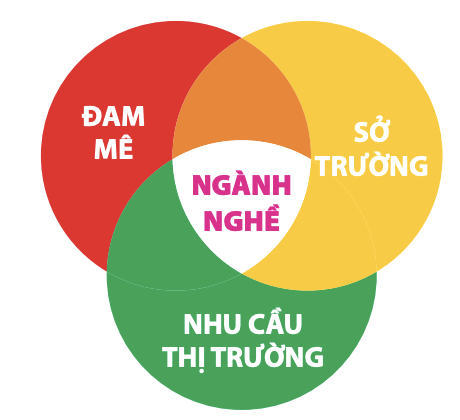 ĐAM
MÊ
SỞ
TRƯỜNG
NGÀNH
NGHỀ
NHU CẦU
THỊ TRƯỜNG